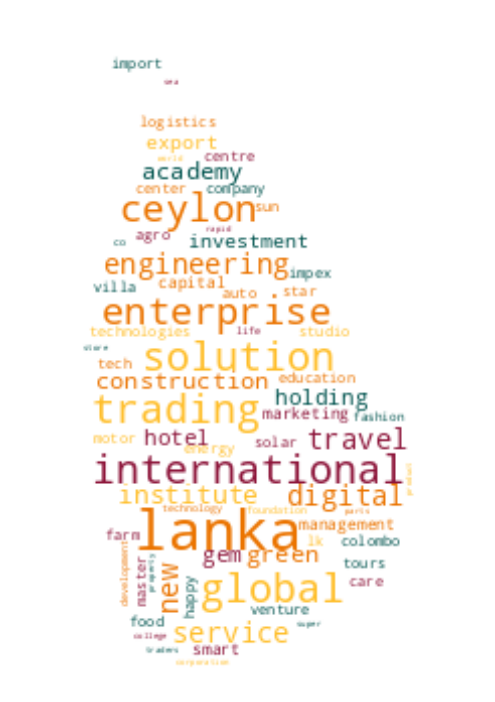 import
sea
logistics
export
world centre
academy
center company
ceylon sun
rapid
co agro investment
engineering impex
villa capital
auto star
enterprise
technologies life studio
store solution
tech
construction education
holding
trading marketing fashion
motor hotel energy solar travel
international product
institute digital
technology foundation parts
lanka management
farm lk colombo
gem green
development master property new tours
happy global care
venture
food super
college service
traders smart
corporation